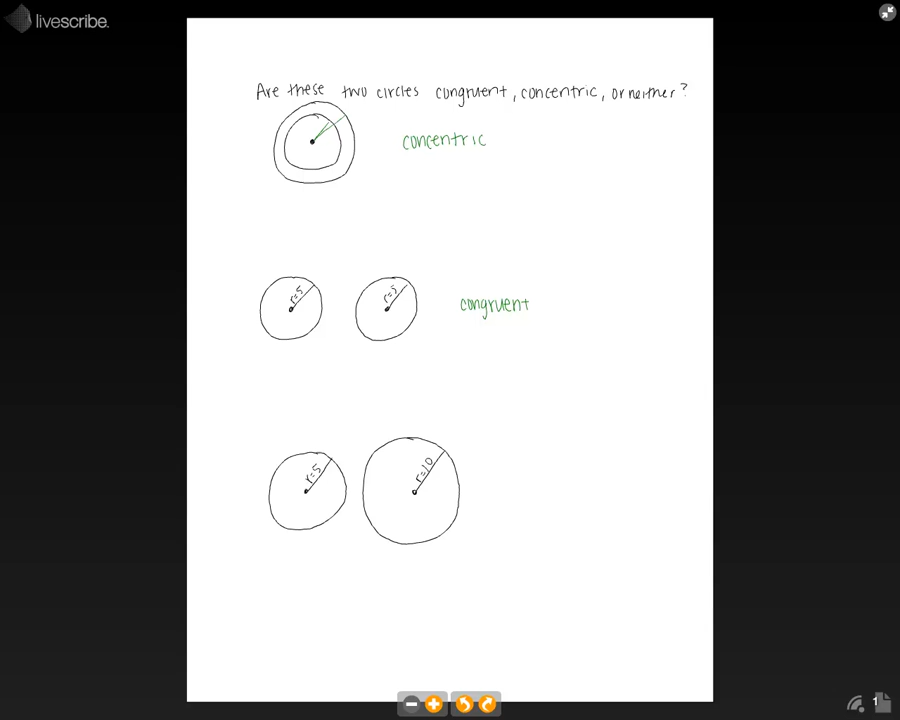 livescribe.
Are these two circles congruent, concentric, or neither?
concentric
r=5
r=5
congruent
r=5
r=10
1